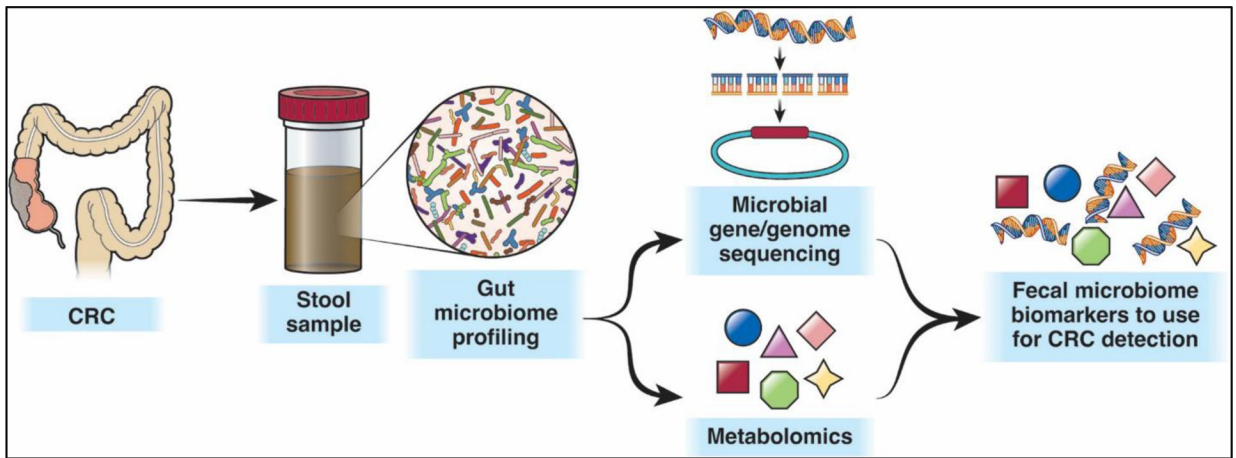 CRC
Stool
sample
Gut
microbiome
profiling
Microbial
gene/genome
sequencing
Metabolomics
Fecal microbiome
biomarkers to use
for CRC detection